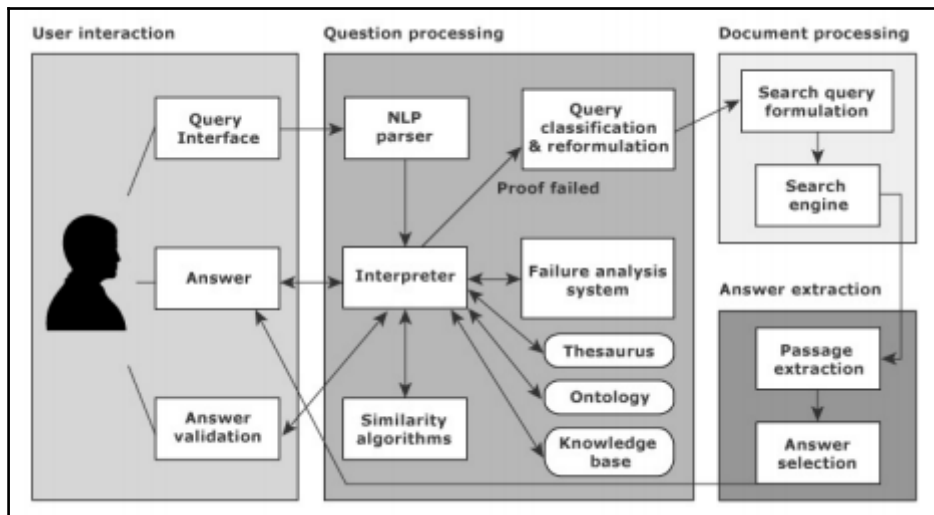 User interaction
Question processing
Document processing
Query
Interface
NLP
parser
Query
classification
& reformulation
Search query
formulation
Proof failed
Search
engine
Answer
Interpreter
Failure analysis
system
Answer extraction
Thesaurus
Passage
extraction
Ontology
Answer
validation
Similarity
algorithms
Knowledge
base
Answer
selection